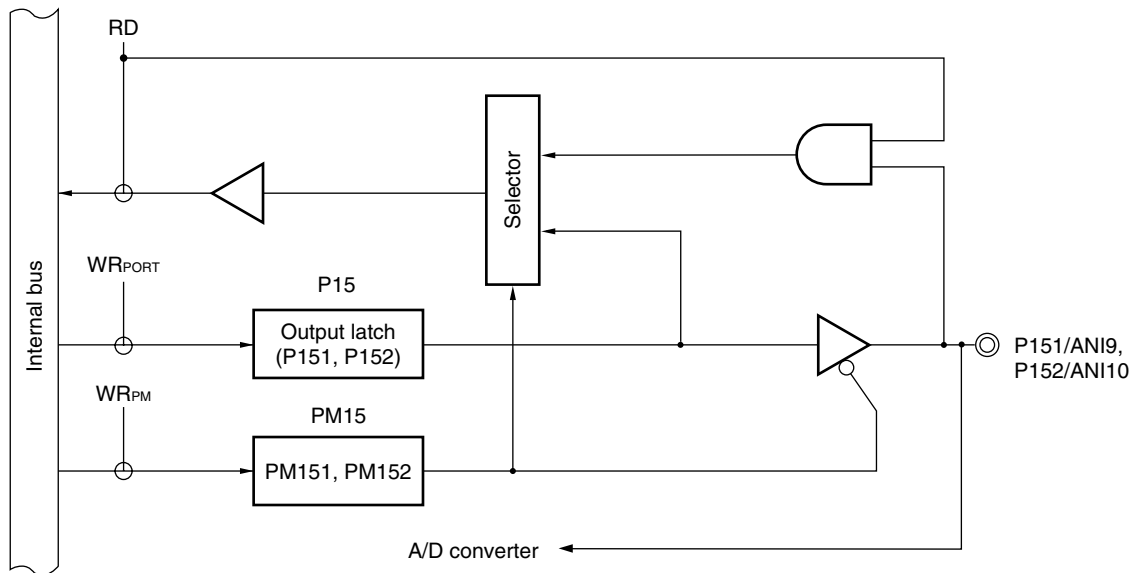 RD
Selector
Internal bus
WRPORT
P15
Output latch
(P151, P152)
P151/ANI9,
P152/ANI10
WRPM
PM15
PM151, PM152
A/D converter